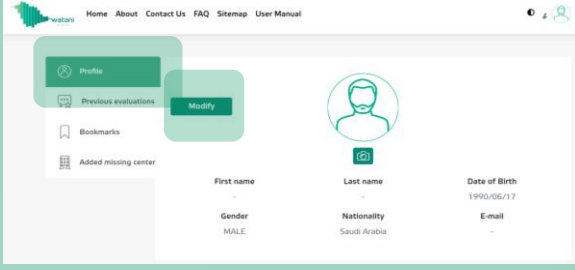 watani
Home About Contact Us FAQ Sitemap User Manual
ع
Profile
Previous evaluations
Bookmarks
Added missing center
Modify
First name Last name Date of Birth
- - 1990/06/17
Gender Nationality E-mail
MALE Saudi Arabia -